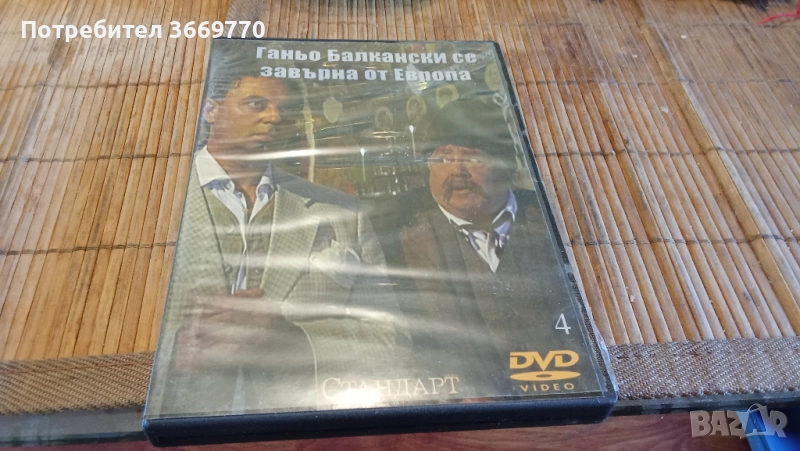 Потребител 3669770
Ганьо Балкански се
завърна от Европа
4
DVD
VIDEO
СТАНДАРТ
BAZAR